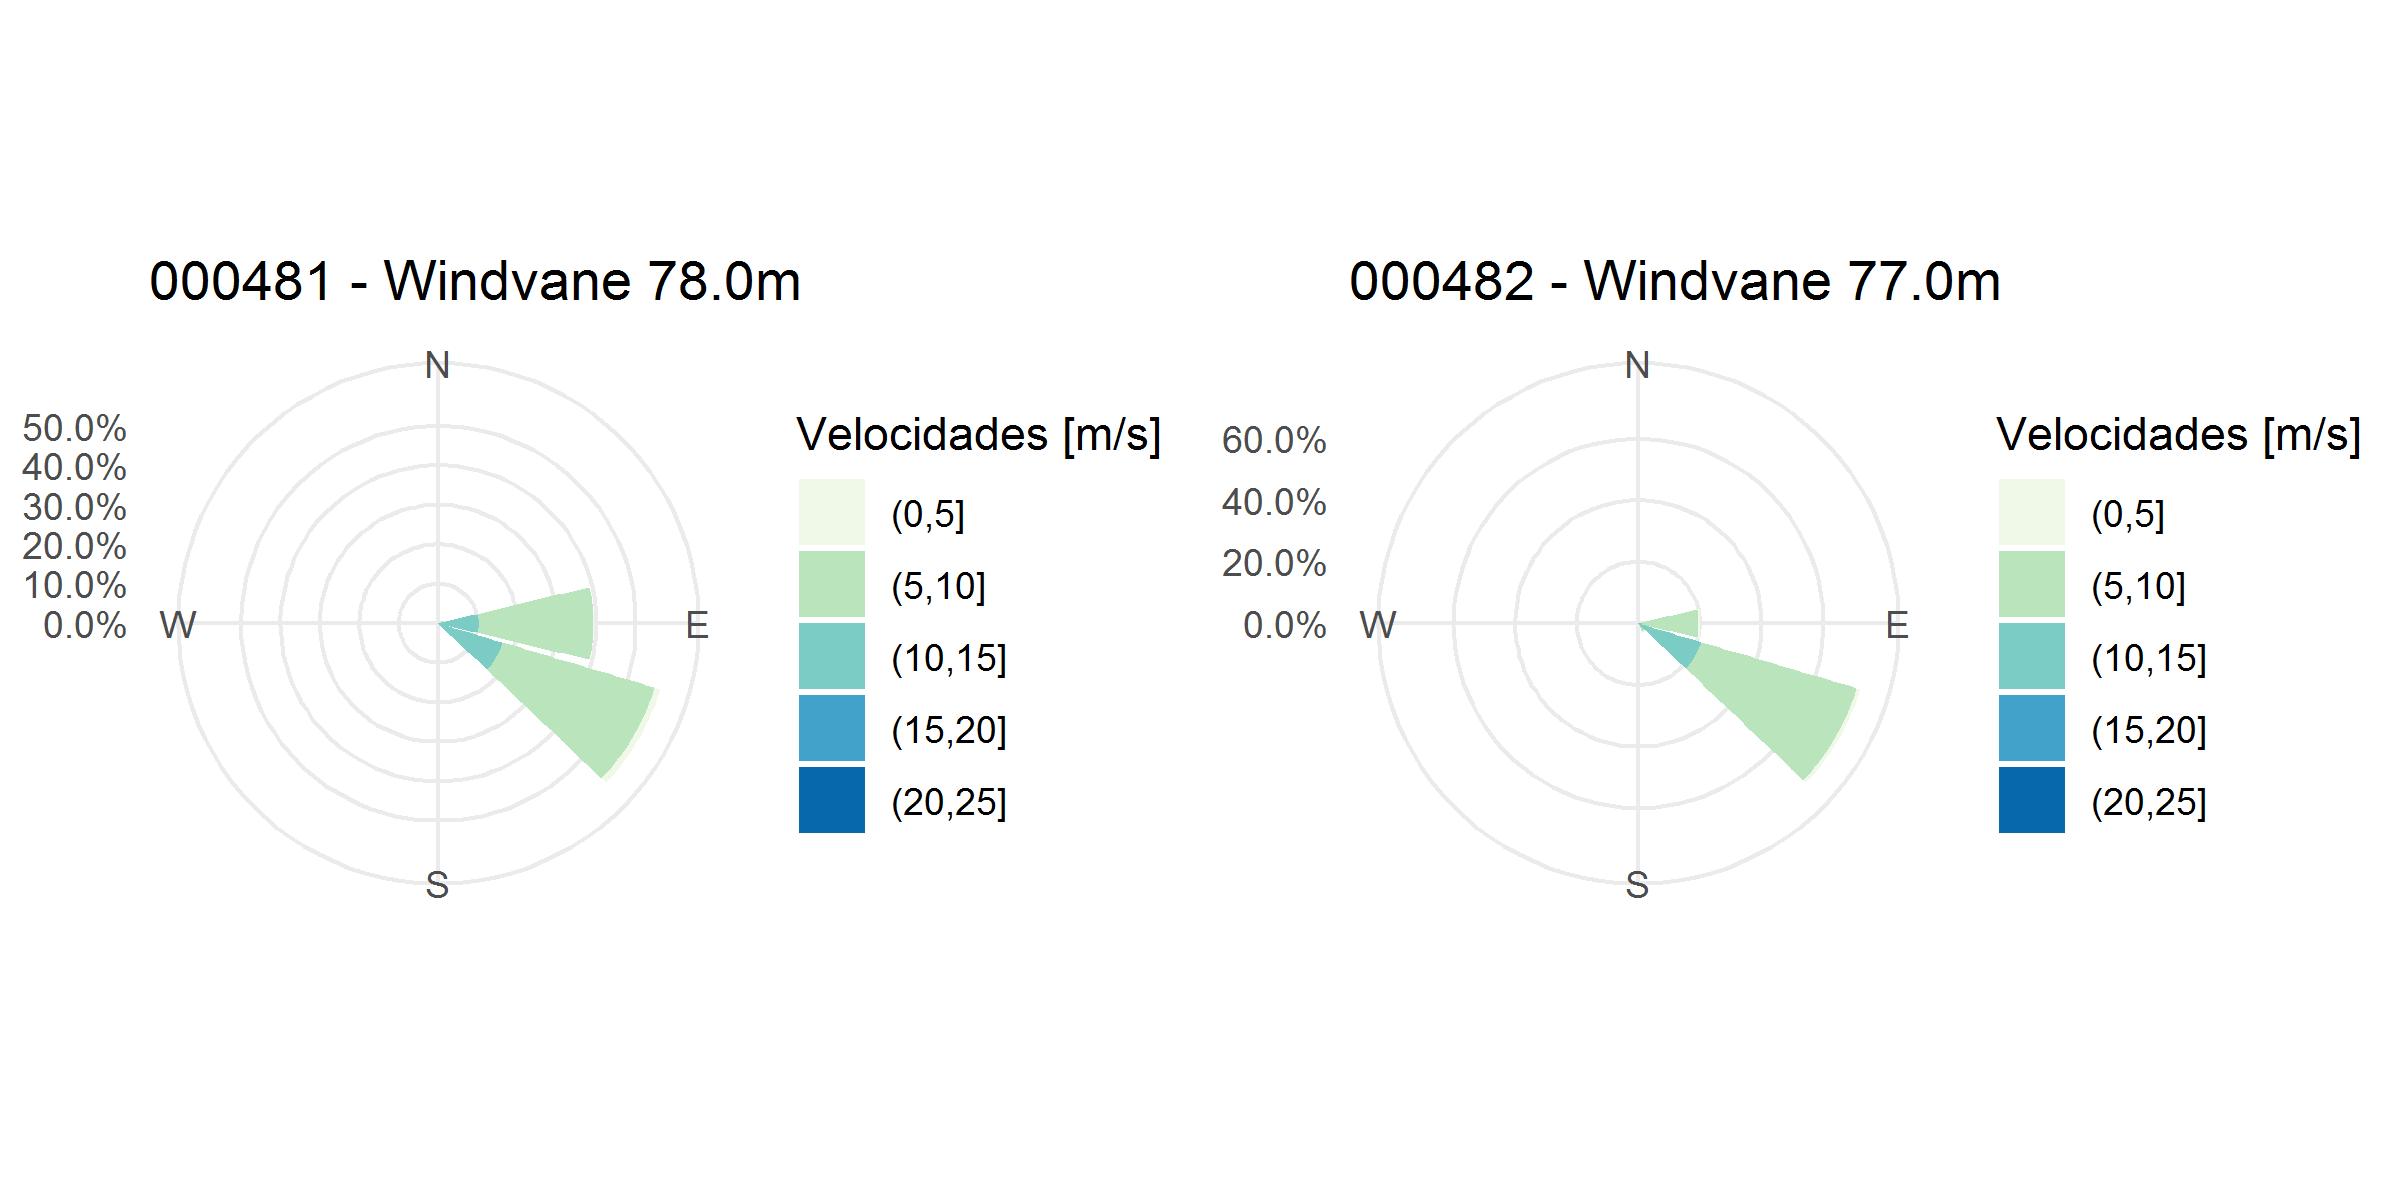 000481 - Windvane 78.0m
N
50.0%
40.0%
30.0%
20.0%
10.0%
0.0%
W
E
S
Velocidades [m/s]
(0,5]
(5,10]
(10,15]
(15,20]
(20,25]
000482 - Windvane 77.0m
N
60.0%
40.0%
20.0%
0.0%
W
E
S
Velocidades [m/s]
(0,5]
(5,10]
(10,15]
(15,20]
(20,25]